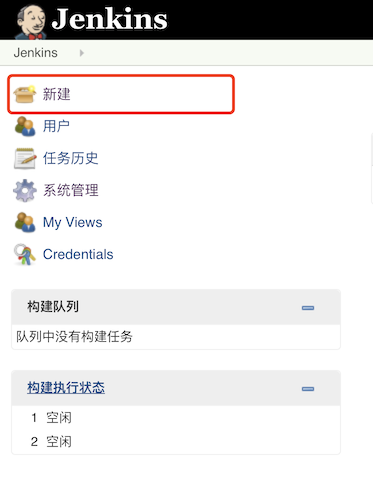 Jenkins
Jenkins
新建
用户
任务历史
系统管理
My Views
Credentials
构建队列
队列中没有构建任务
构建执行状态
1 空闲
2 空闲